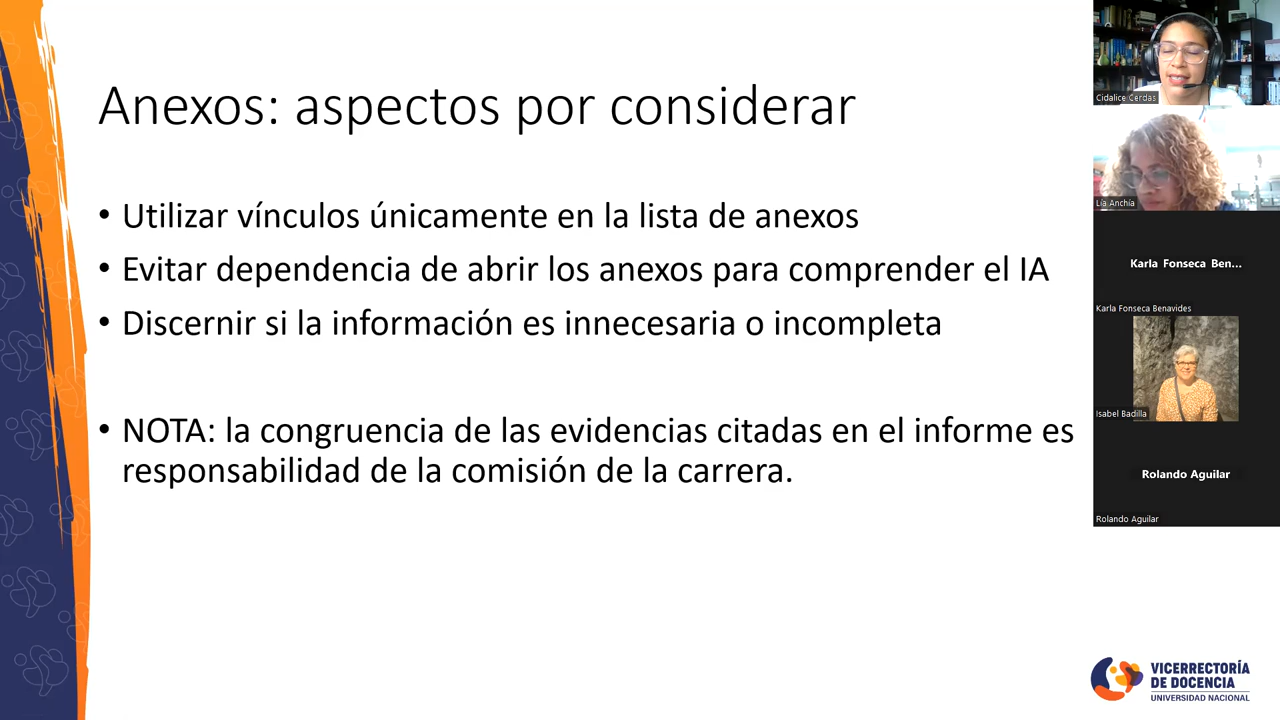 Anexos: aspectos por considerar
• Utilizar vínculos únicamente en la lista de anexos
• Evitar dependencia de abrir los anexos para comprender el IA
• Discernir si la información es innecesaria o incompleta
• NOTA: la congruencia de las evidencias citadas en el informe es
responsabilidad de la comisión de la carrera.
Cidalice Cerdas
Lía Anchía
Karla Fonseca Ben...
Karla Fonseca Benavides
Isabel Badilla
Rolando Aguilar
Rolando Aguilar
VICERRECTORÍA
DE DOCENCIA
UNIVERSIDAD NACIONAL